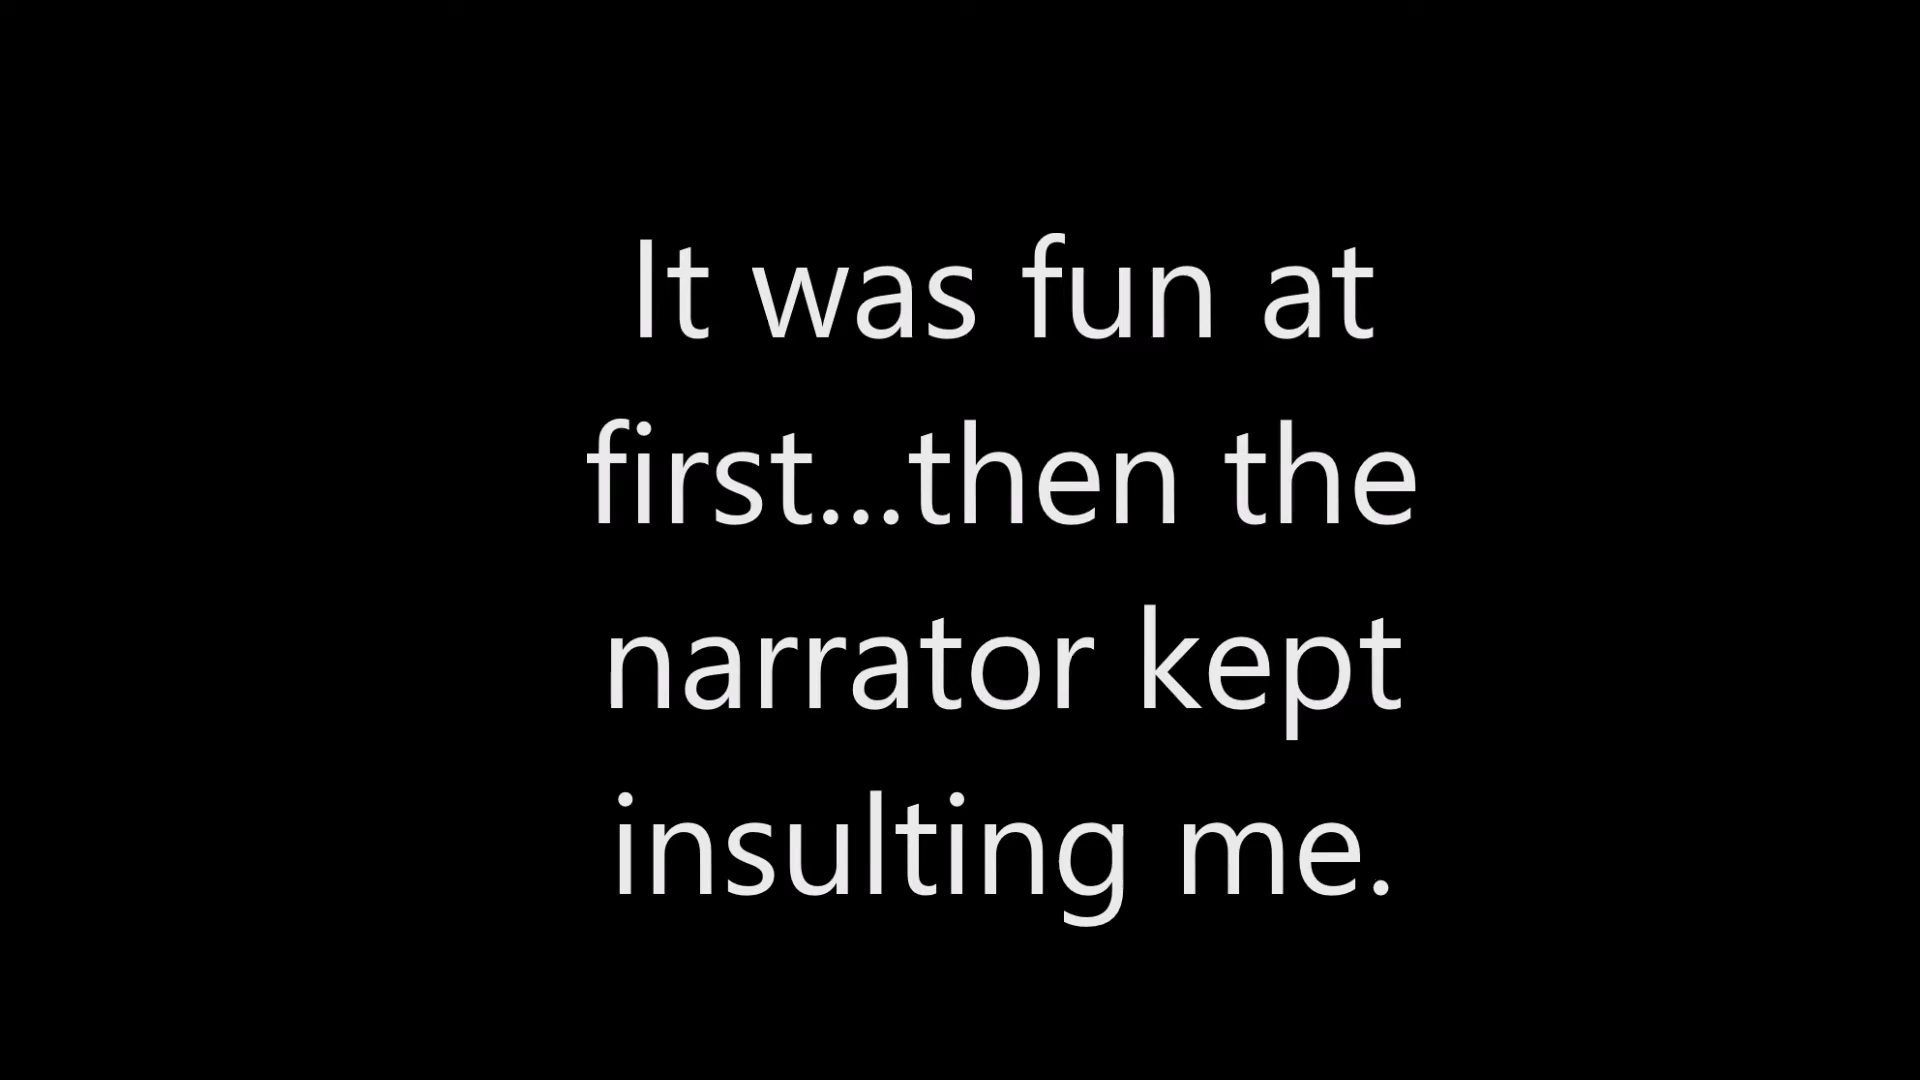 It was fun at
first...then the
narrator kept
insulting me.